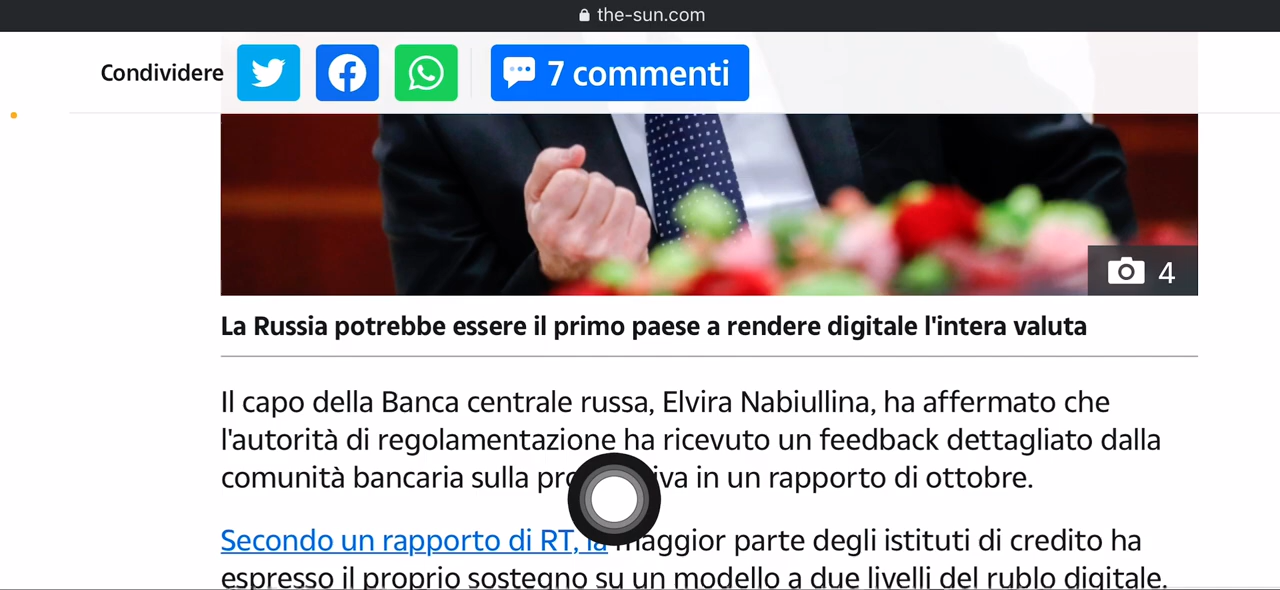 the-sun.com
Condividere
7 commenti
4
La Russia potrebbe essere il primo paese a rendere digitale l'intera valuta
Il capo della Banca centrale russa, Elvira Nabiullina, ha affermato che
l'autorità di regolamentazione ha ricevuto un feedback dettagliato dalla
comunità bancaria sulla in un rapporto di ottobre.
Secondo un rapporto di RT, la maggior parte degli istituti di credito ha
espresso il proprio sostegno su un modello a due livelli del rublo digitale.